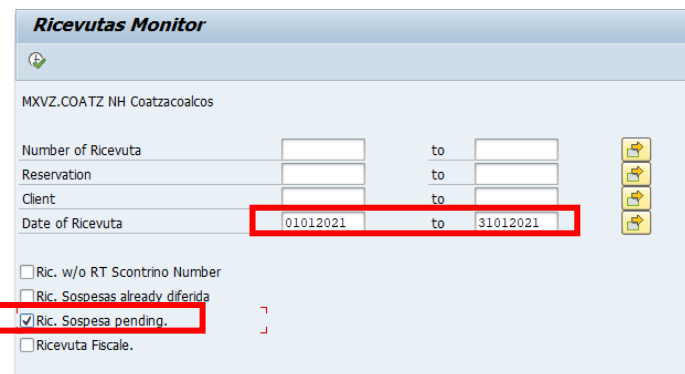 Ricevutas Monitor
MXVZ.COATZ NH Coatzacoalcos
Number of Ricevuta to
Reservation to
Client to
Date of Ricevuta 01012021 to 31012021
Ric. w/o RT Scontrino Number
Ric. Sospesas already diferida
Ric. Sospesa pending.
Ricevuta Fiscale.